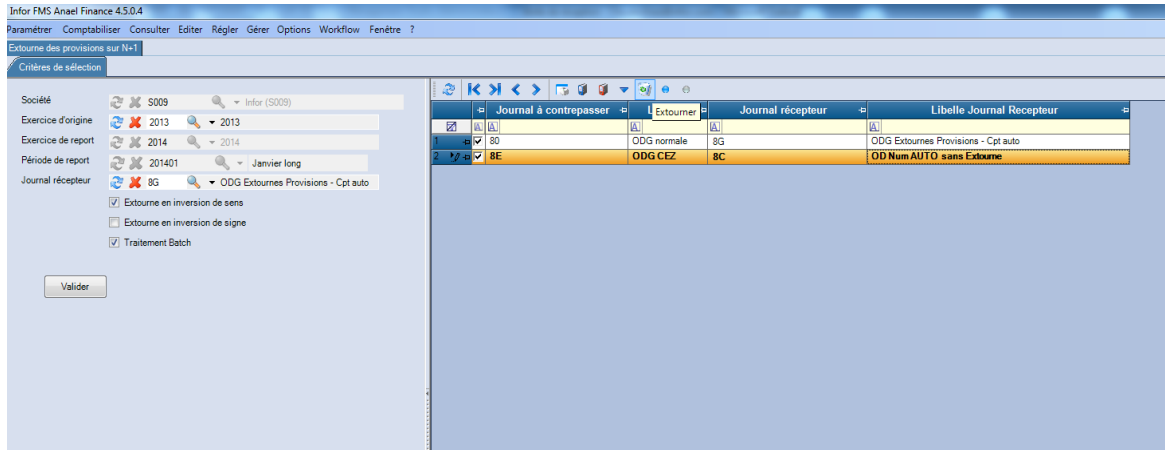 Infor FMS Anael Finance 4.5.0.4
Paramétrer Comptabiliser Consulter Editer Régler Gérer Options Workflow Fenêtre ?
Extourne des provisions sur N+1
Critères de sélection
Société S009 Infor (S009)
Exercice d'origine 2013 2013
Exercice de report 2014 2014
Période de report 201401 Janvier long
Journal récepteur 8G ODG Extournes Provisions - Cpt auto
Extourne en inversion de sens
Extourne en inversion de signe
Traitement Batch
Valider
Extourner
Journal à contrepasser L Journal récepteur Libelle Journal Recepteur
A A A A A
1 80 ODG normale 8G ODG Extournes Provisions - Cpt auto
2 8E ODG CEZ 8C OD Num AUTO sans Extourne